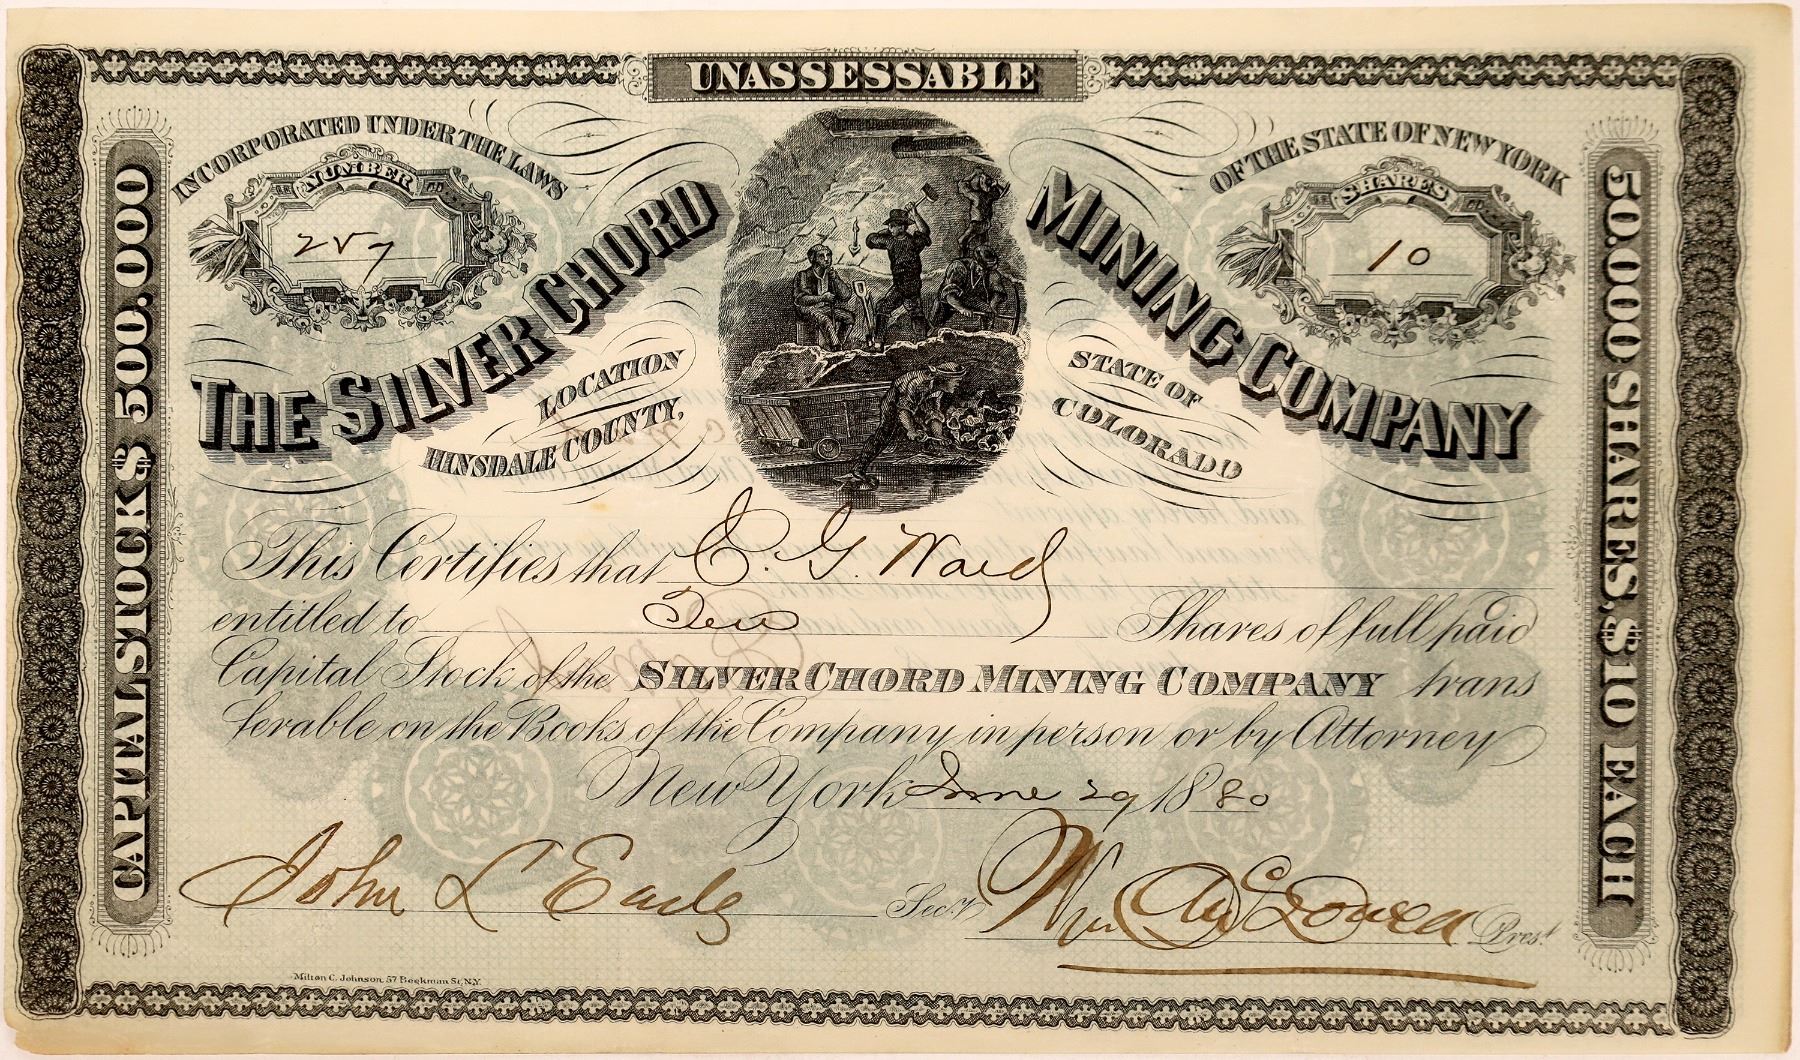 UNASSESSABLE
INCORPORATED UNDER THE LAWS
OF THE STATE OF NEW YORK
NUMBER
257
SHARES
10
THE SILVER CHORD
MINING COMPANY
LOCATION
HINSDALE COUNTY,
STATE OF
COLORADO
CAPITAL STOCK $ 500.000
50.000 SHARES, $10 EACH
This Certifies that E. G. Ward
entitled to Ten Shares of full paid
Capital Stock of the SILVER CHORD MINING COMPANY trans
ferable on the Books of the Company in person or by Attorney
New York June 29 1880
John L Early Sec.y
Wm Pres.t
Milton C. Johnson, 57 Beekman St, N.Y.